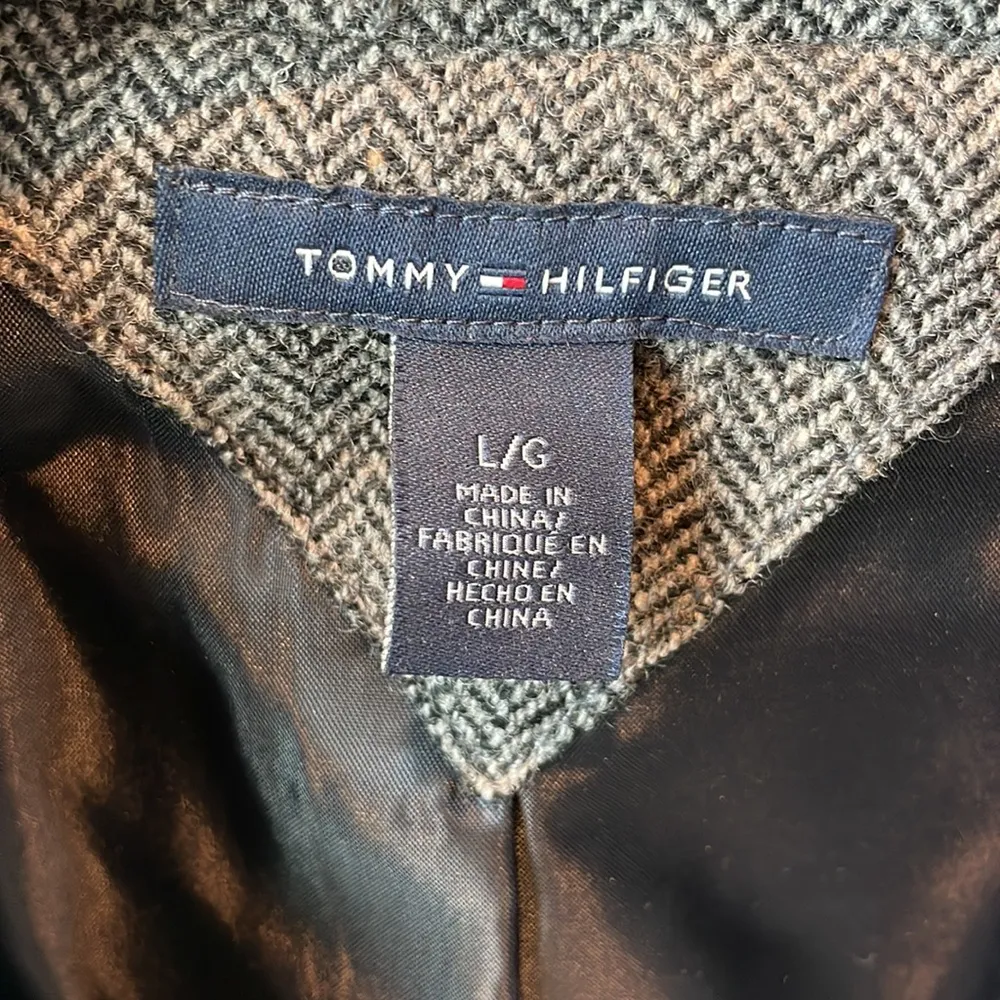 TOMMY HILFIGER
L/G
MADE IN
CHINA/
FABRIQUÉ EN
CHINE/
HECHO EN
CHINA